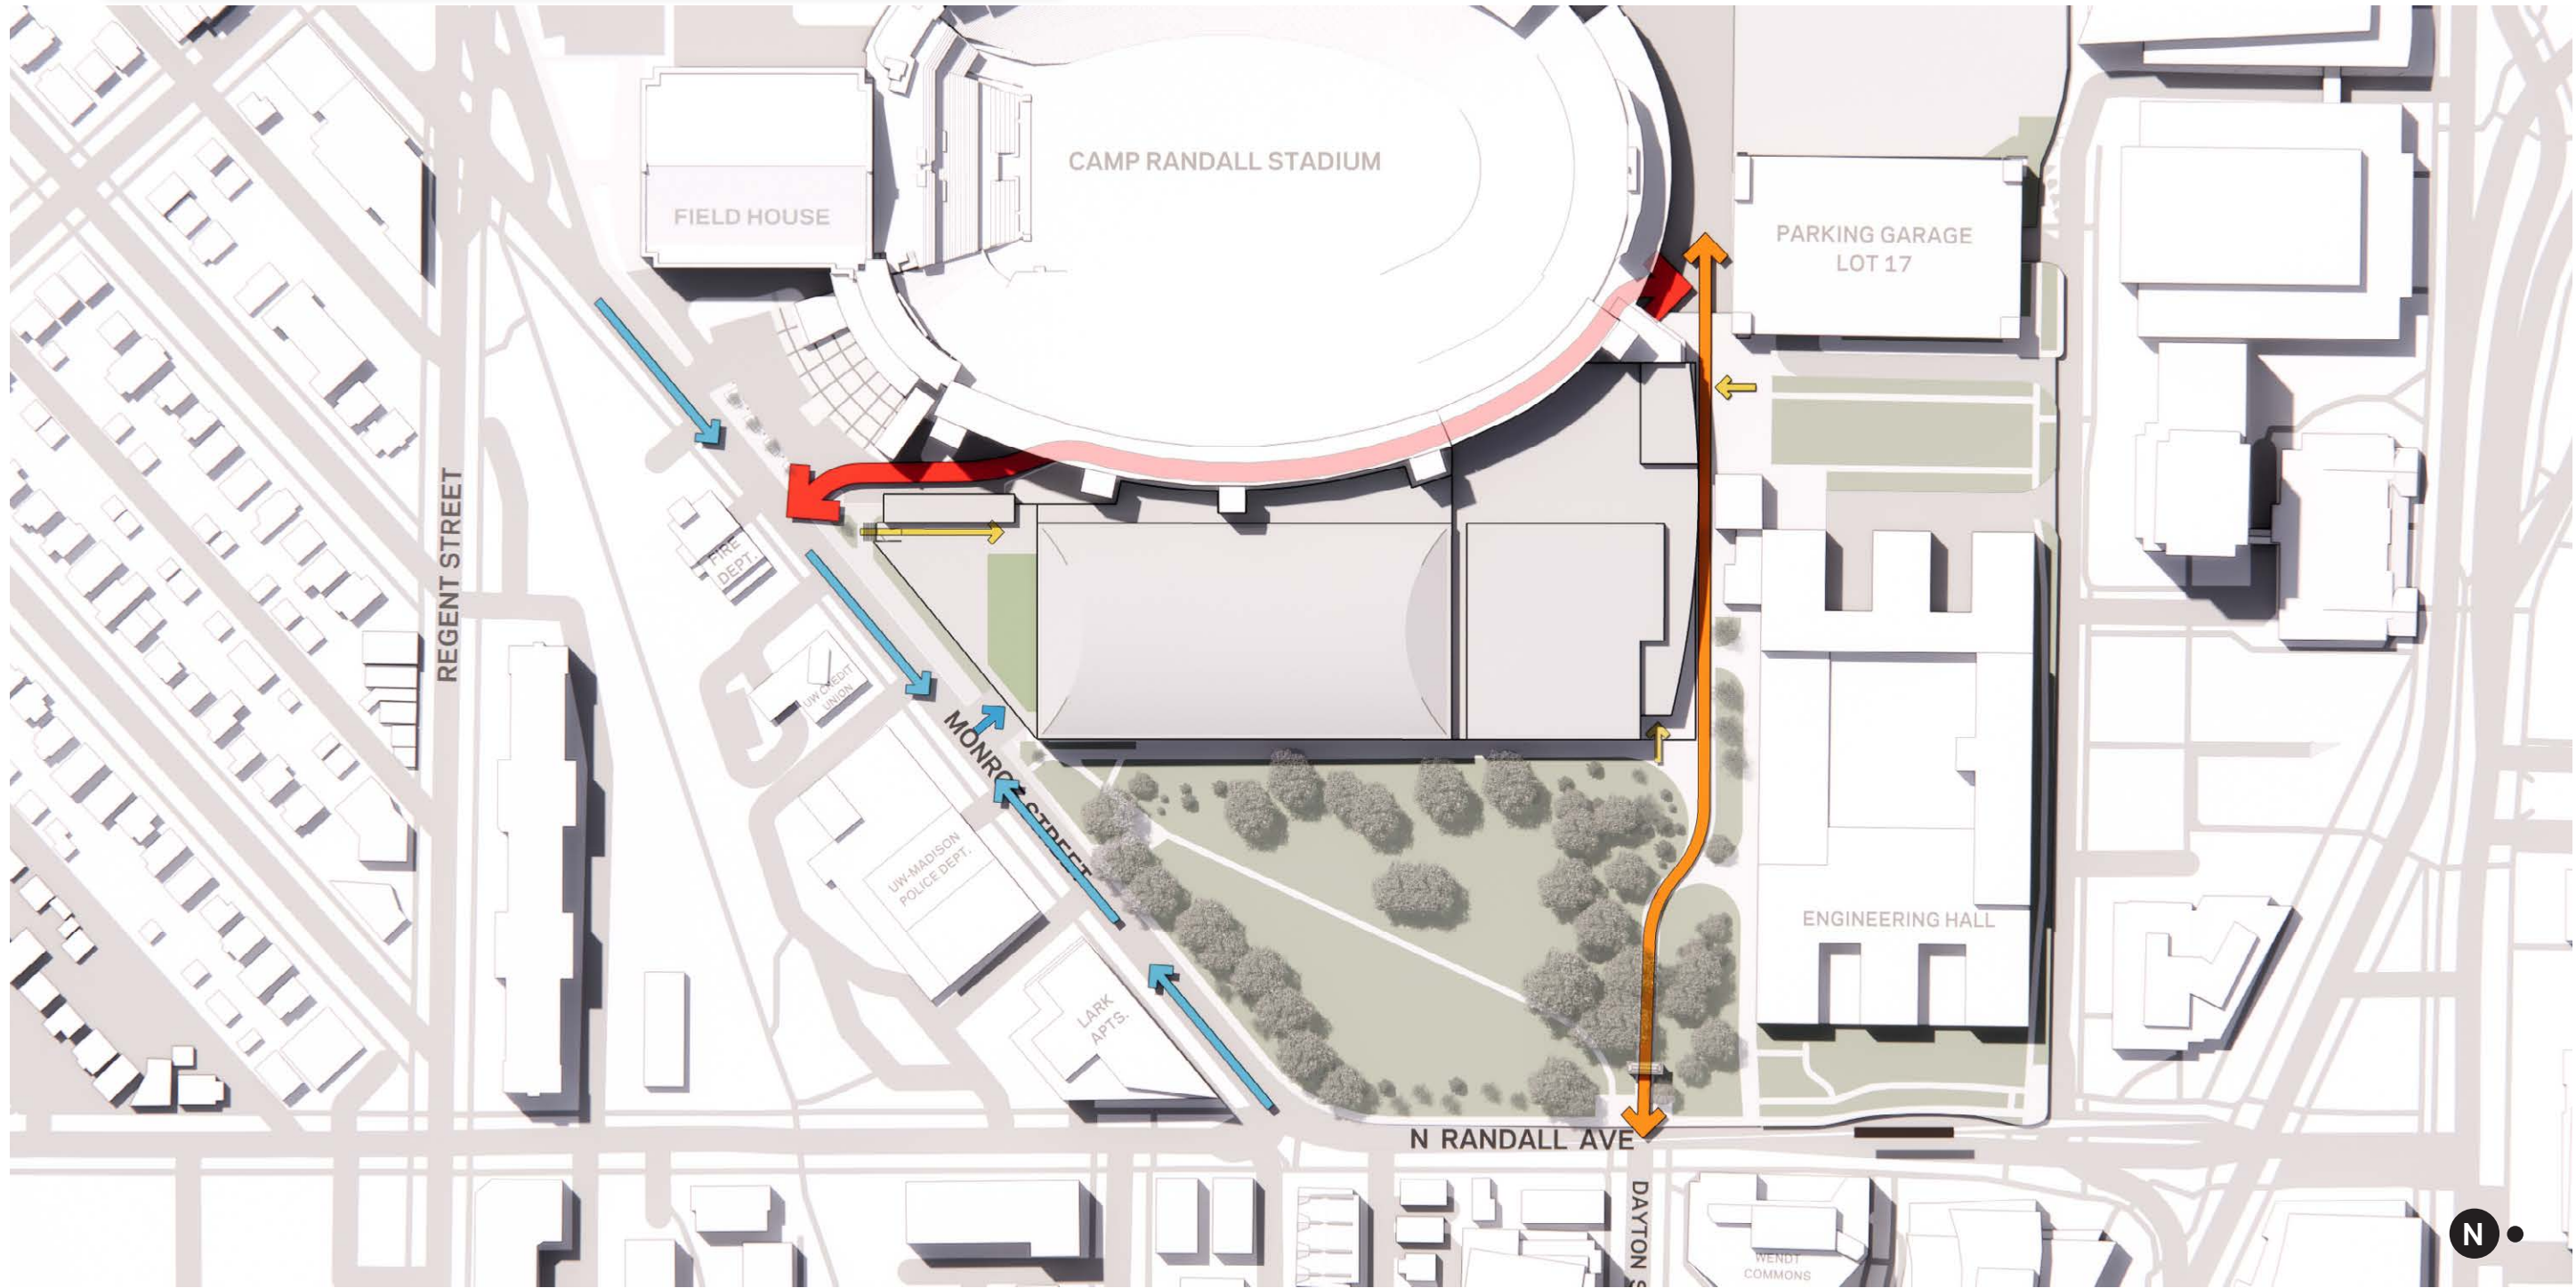 CAMP RANDALL STADIUM
FIELD HOUSE
PARKING GARAGE
LOT 17
REGENT STREET
FIRE
DEPT.
UW CREDIT
UNION
MONROE STREET
UW-MADISON
POLICE DEPT.
LARK
APTS.
ENGINEERING HALL
N RANDALL AVE
DAYTON S
WENDT
COMMONS
N